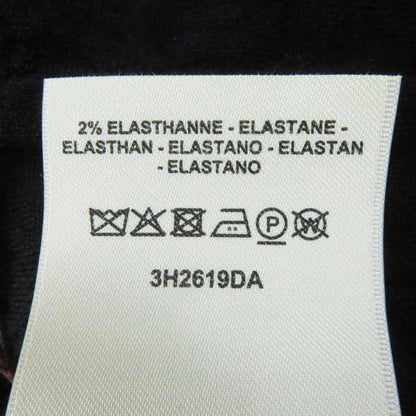 2% ELASTHANNE - ELASTANE -
ELASTHAN - ELASTANO - ELASTAN
- ELASTANO
P W
3H2619DA